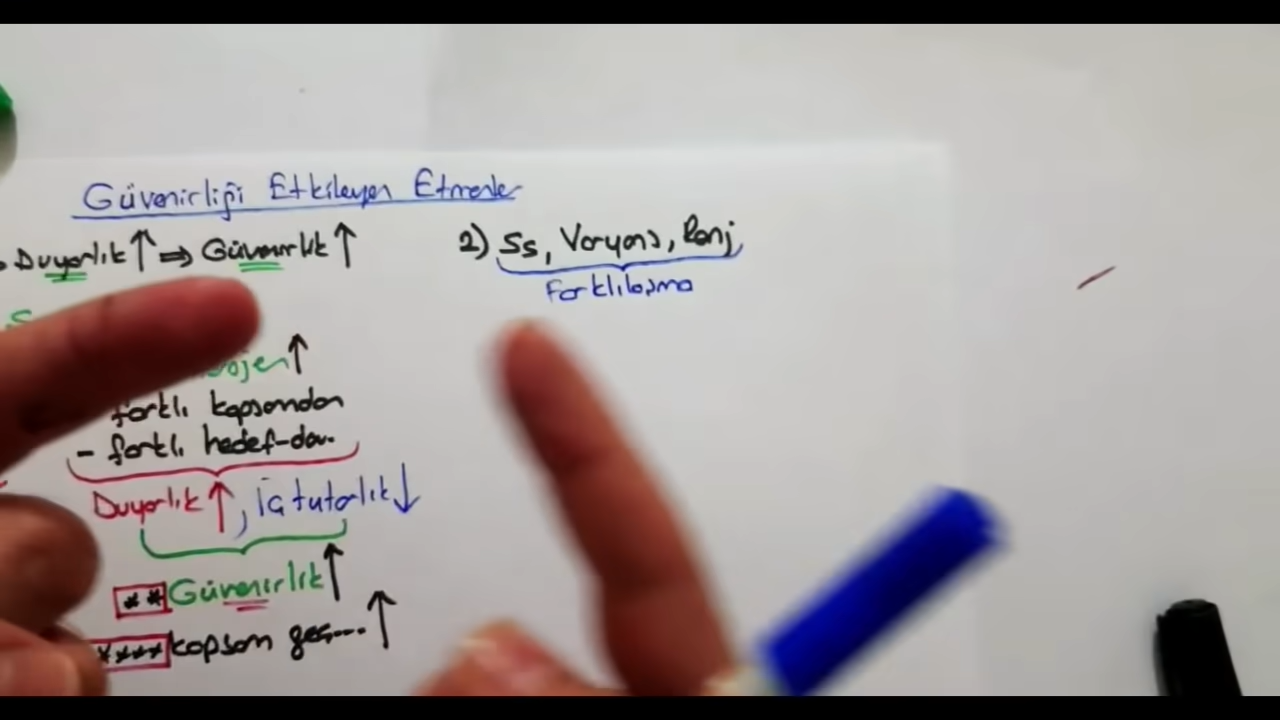 Güvenirliği Etkileyen Etmenler
Duyarlık ↑ ⇒ Güvenirlik ↑
ojen ↑
farklı kapsamdan
- farklı hedef-dav.
Duyarlık ↑, iç tutarlık ↓
** Güvenirlik ↑
**** kapsam geç.... ↑
2) Ss, Varyans, Ranj
Farklılaşma